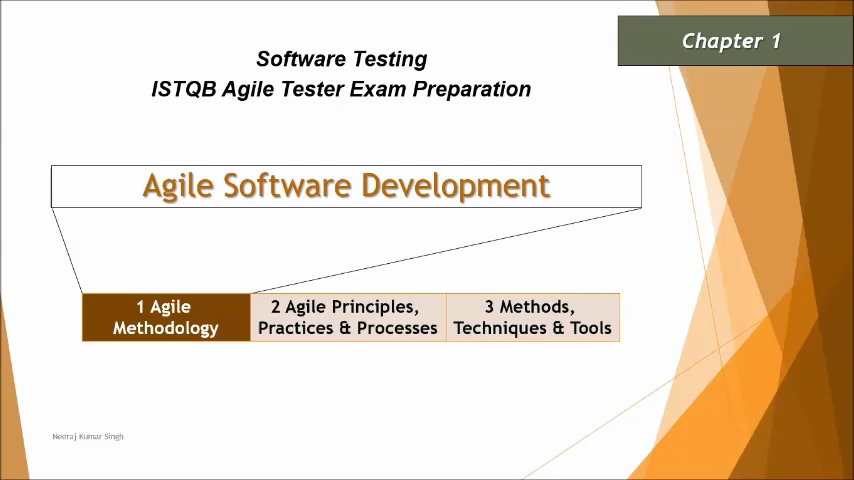 Chapter 1
Software Testing
ISTQB Agile Tester Exam Preparation
Agile Software Development
1 Agile
Methodology
2 Agile Principles,
Practices & Processes
3 Methods,
Techniques & Tools
Neeraj Kumar Singh